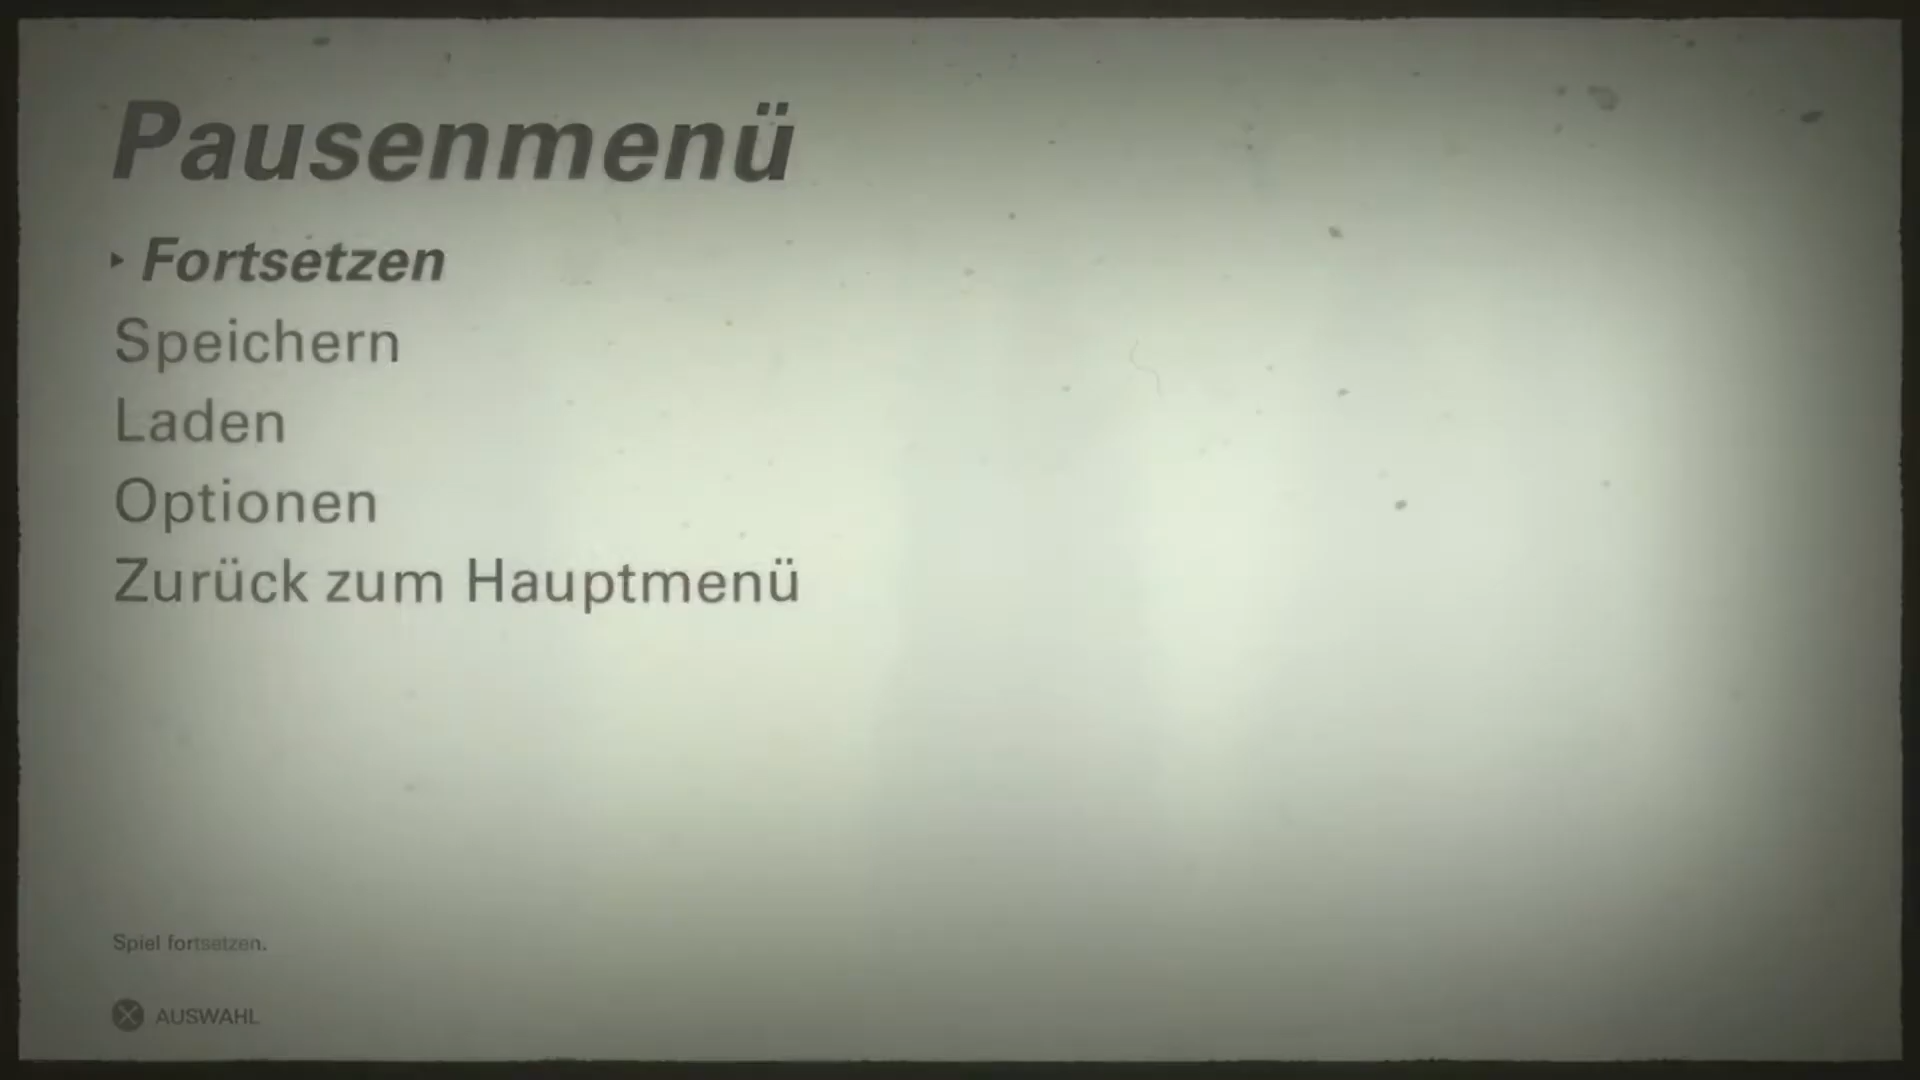 Pausenmenü
Fortsetzen
Speichern
Laden
Optionen
Zurück zum Hauptmenü
Spiel fortsetzen.
AUSWAHL